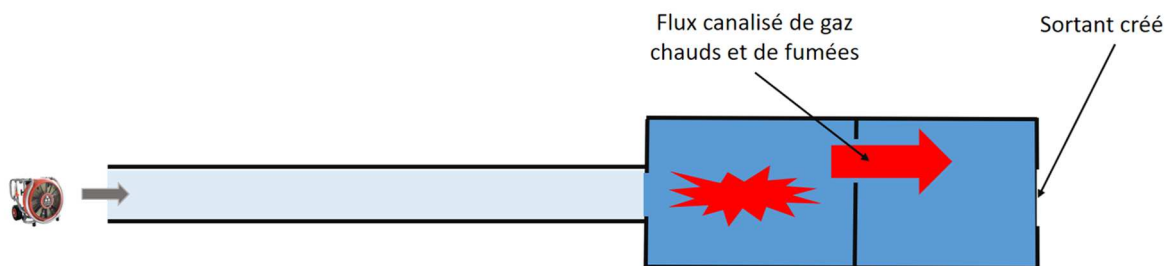 Flux canalisé de gaz
chauds et de fumées
Sortant créé